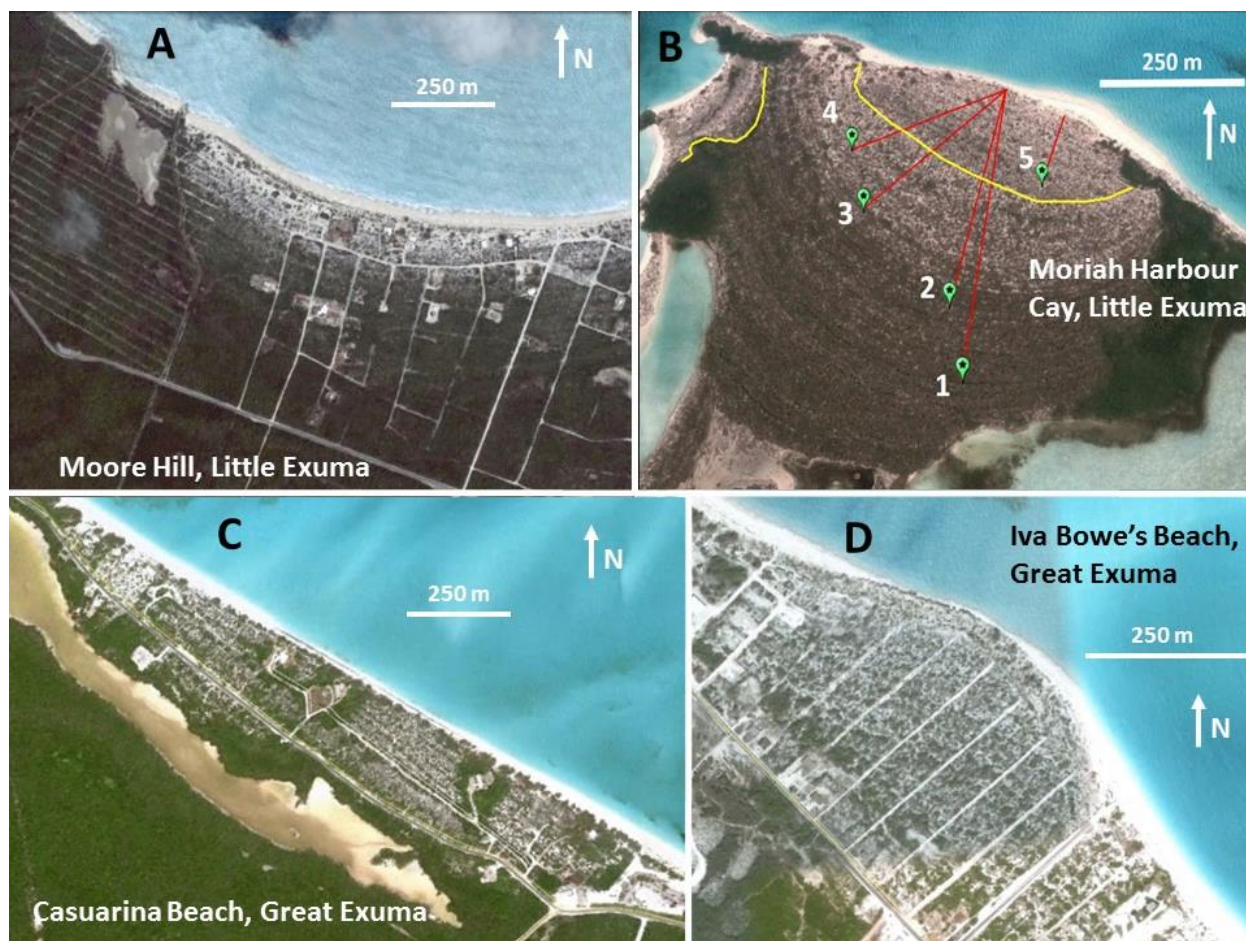 A
N
250 m
Moore Hill, Little Exuma
B
250 m
N
4
5
3
2
1
Moriah Harbour
Cay, Little Exuma
C
N
250 m
Casuarina Beach, Great Exuma
D
Iva Bowe's Beach,
Great Exuma
250 m
N